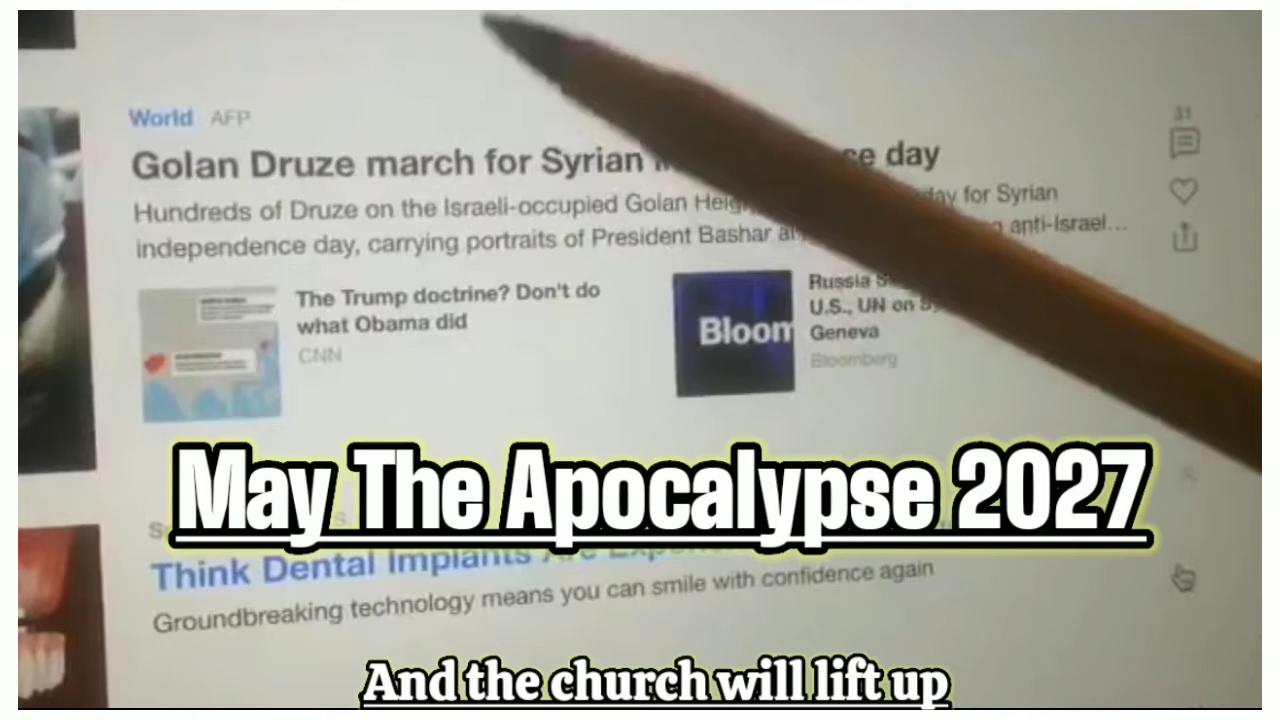 31
World AFP
Golan Druze march for Syrian ce day
Hundreds of Druze on the Israeli-occupied Golan day for Syrian
independence day, carrying portraits of President Bashar anti-Israel...
The Trump doctrine? Don't do
what Obama did
CNN
Bloom
Russia
U.S., UN on
Geneva
Bloomberg
May The Apocalypse 2027
Think Dental Implants
Groundbreaking technology means you can smile with confidence again
And the church will lift up